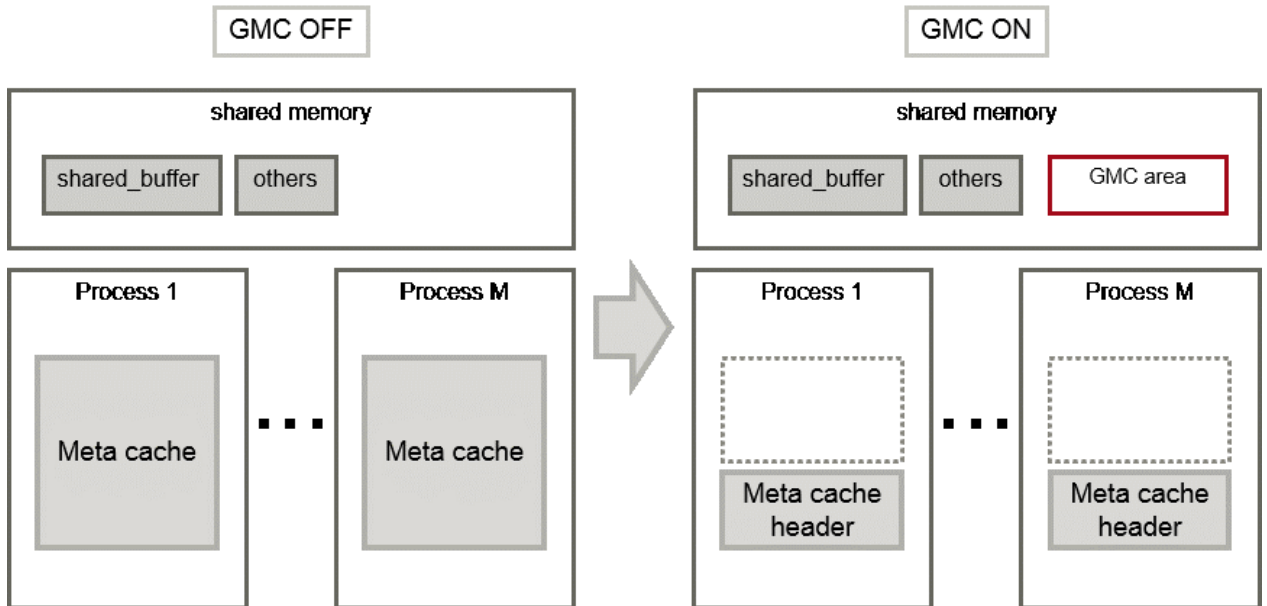 GMC OFF
shared memory
shared_buffer
others
Process 1
Process M
Meta cache
Meta cache
GMC ON
shared memory
shared_buffer
others
GMC area
Process 1
Process M
Meta cache
header
Meta cache
header